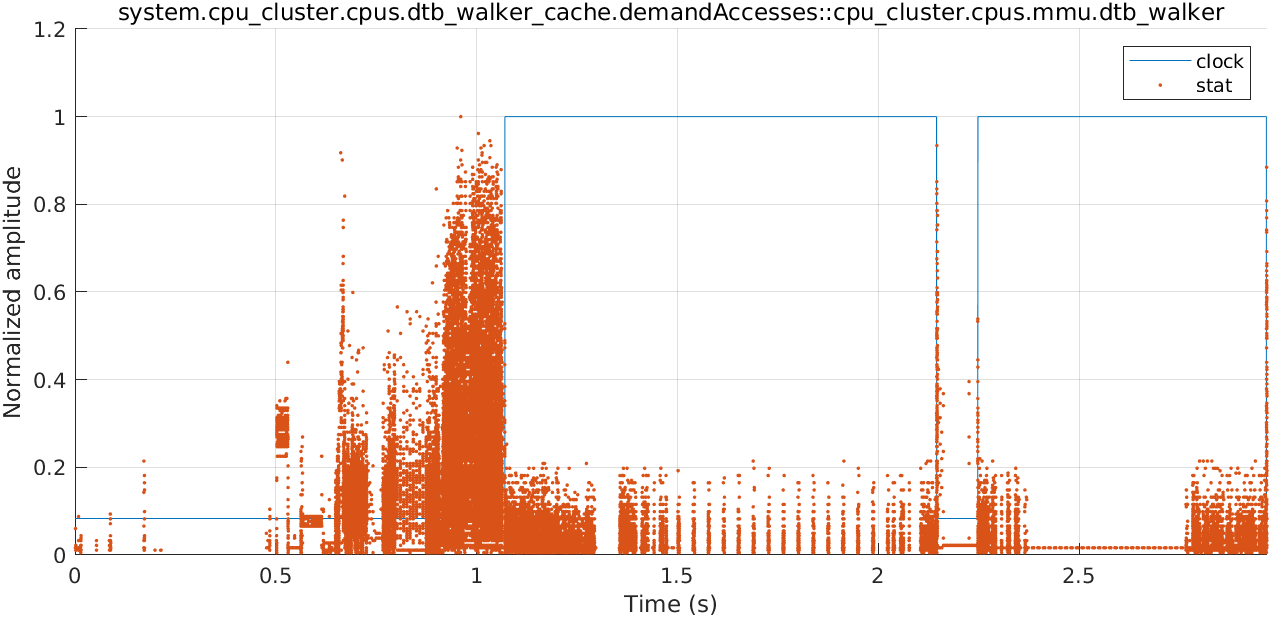 system.cpu_cluster.cpus.dtb_walker_cache.demandAccesses::cpu_cluster.cpus.mmu.dtb_walker
1.2
1
0.8
0.6
0.4
0.2
0
Normalized amplitude
clock
stat
0 0.5 1 1.5 2 2.5
Time (s)